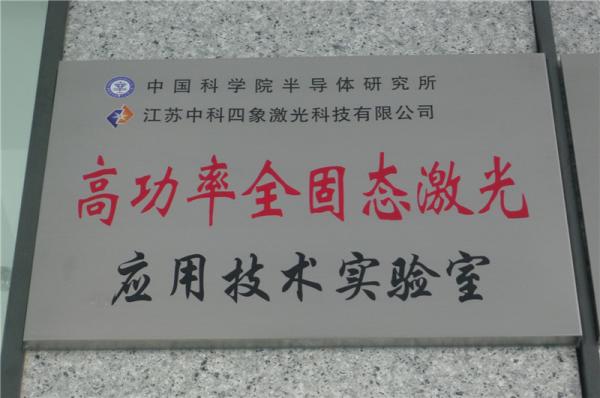 中国科学院半导体研究所
江苏中科四象激光科技有限公司
高功率全固态激光
应用技术实验室